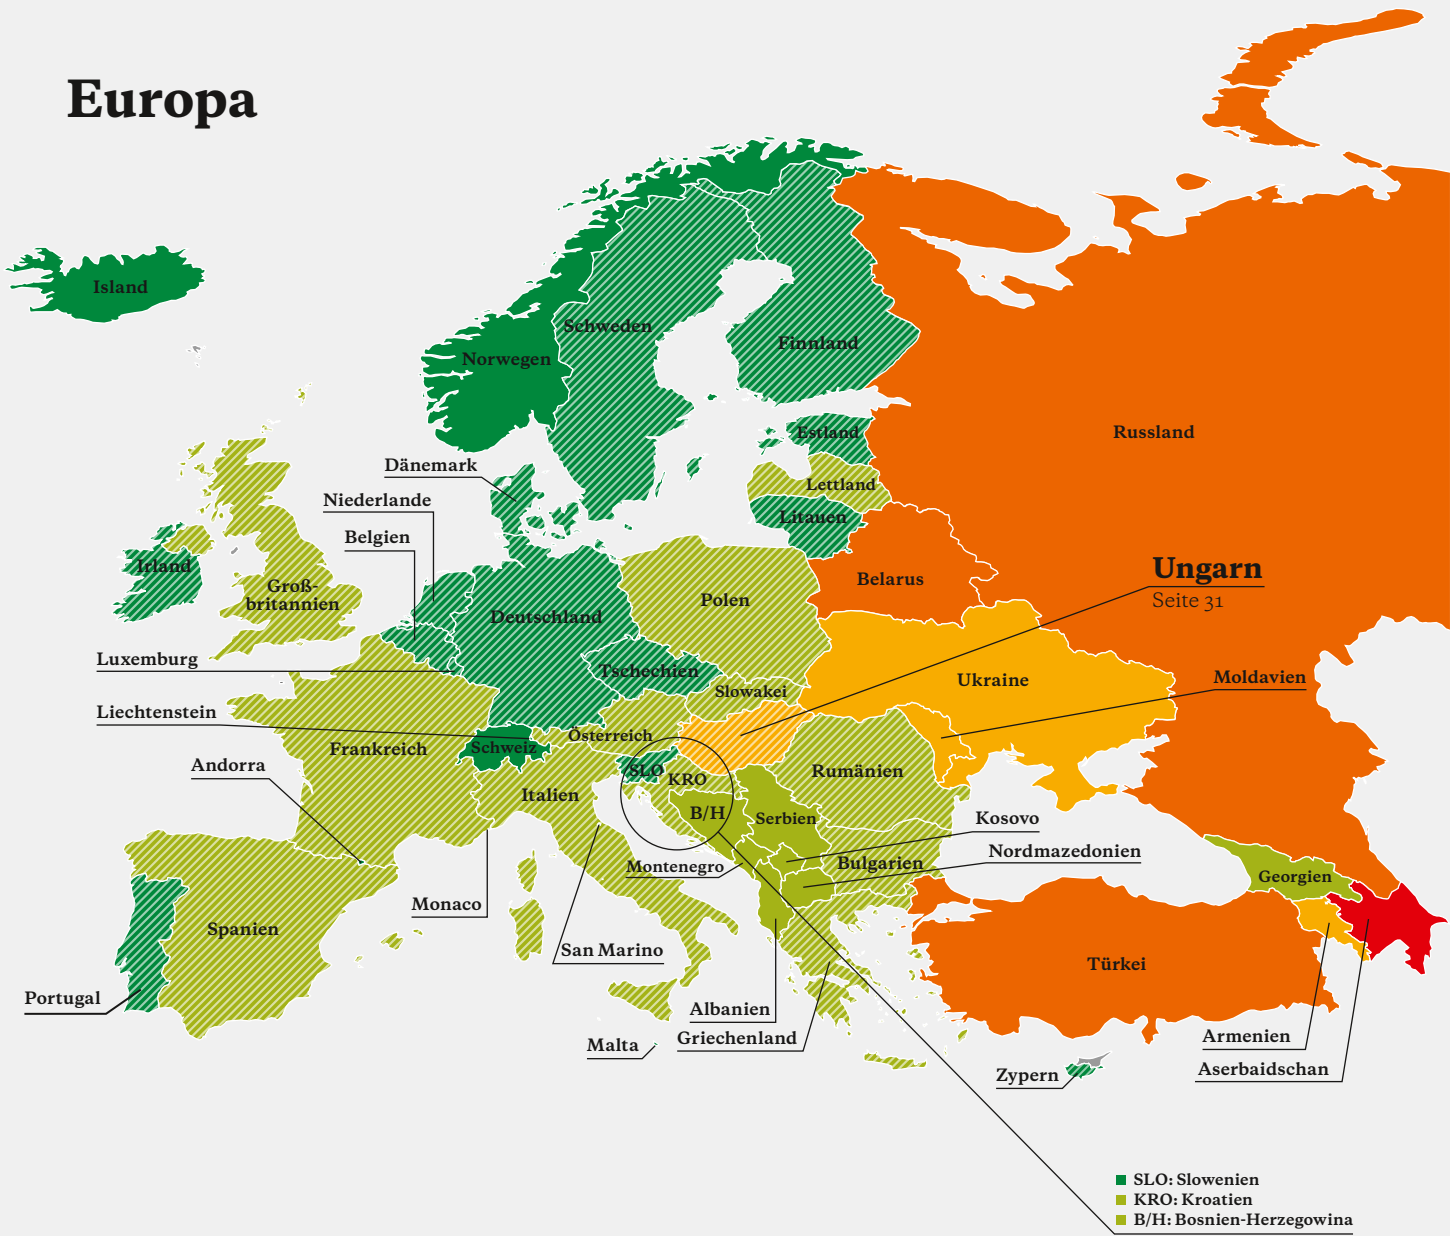 Europa
Island
Schweden
Norwegen
Finnland
Russland
Estland
Dänemark
Lettland
Niederlande
Litauen
Belgien
Irland
Ungarn
Belarus
Seite 31
Groß-
britannien
Polen
Deutschland
Luxemburg
Tschechien
Ukraine
Moldavien
Slowakei
Liechtenstein
Österreich
Schweiz
Frankreich
Andorra
SLO
KRO
Rumänien
Italien
B/H
Serbien
Kosovo
Nordmazedonien
Bulgarien
Montenegro
Georgien
Monaco
Spanien
San Marino
Türkei
Portugal
Albanien
Griechenland
Malta
Armenien
Aserbaidschan
Zypern
SLO: Slowenien
KRO: Kroatien
B/H: Bosnien-Herzegowina